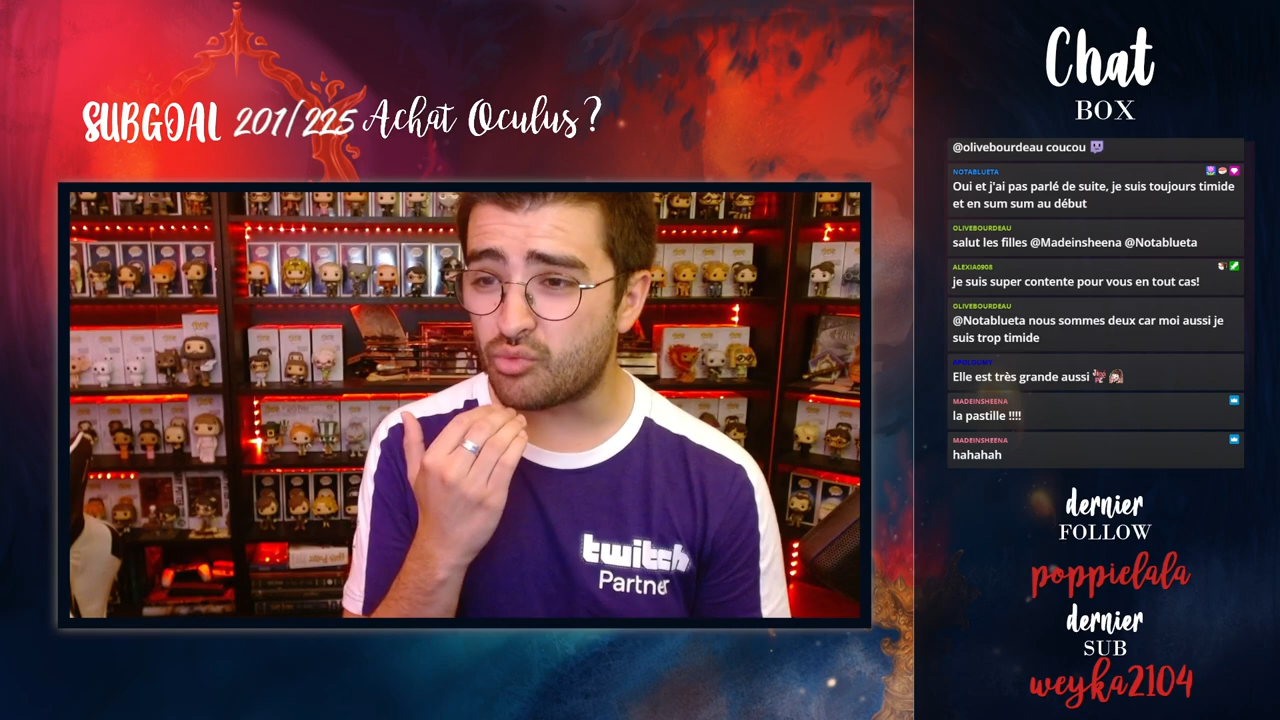 SUBGOAL 201/225 Achat Oculus?
twitch
Partner
Chat
BOX
@olivebourdeau coucou
NOTABLUETA
Oui et j'ai pas parlé de suite, je suis toujours timide
et en sum sum au début
OLIVEBOURDEAU
salut les filles @Madeinsheena @Notablueta
ALEXIA0908
je suis super contente pour vous en tout cas!
OLIVEBOURDEAU
@Notablueta nous sommes deux car moi aussi je
suis trop timide
Elle est très grande aussi
MADEINSHEENA
la pastille !!!!
MADEINSHEENA
hahahah
dernier
FOLLOW
poppielala
dernier
SUB
weyka2104